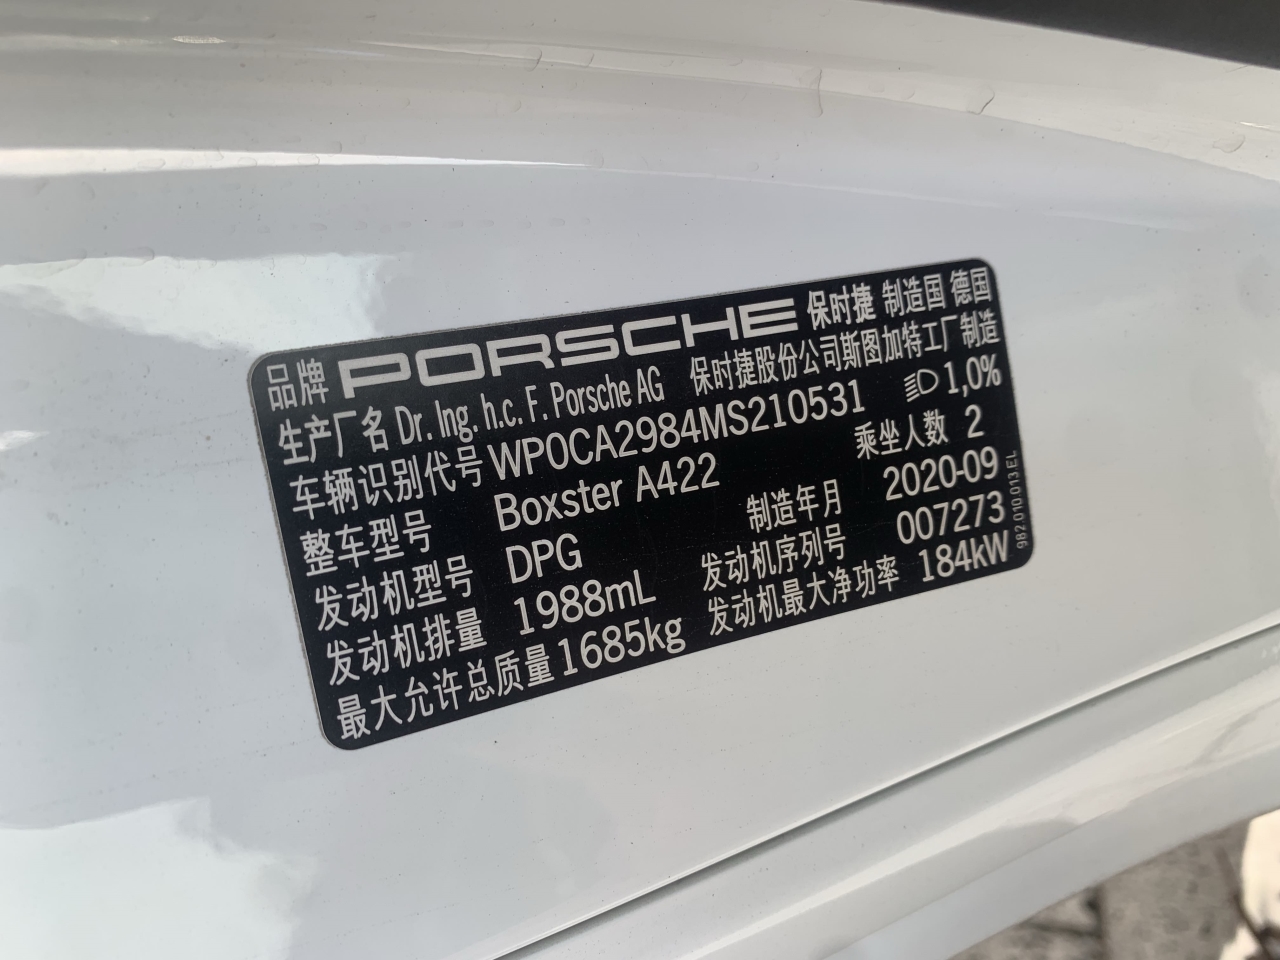 品牌 PORSCHE 保时捷 制造国 德国
生产厂名 Dr. Ing. h.c. F. Porsche AG 保时捷股份公司斯图加特工厂制造
车辆识别代号 WP0CA2984MS210531 1,0%
整车型号 Boxster A422 乘坐人数 2
发动机型号 DPG 制造年月 2020-09
发动机排量 1988mL 发动机序列号 007273
最大允许总质量 1685kg 发动机最大净功率 184kW
982.010.013.EL